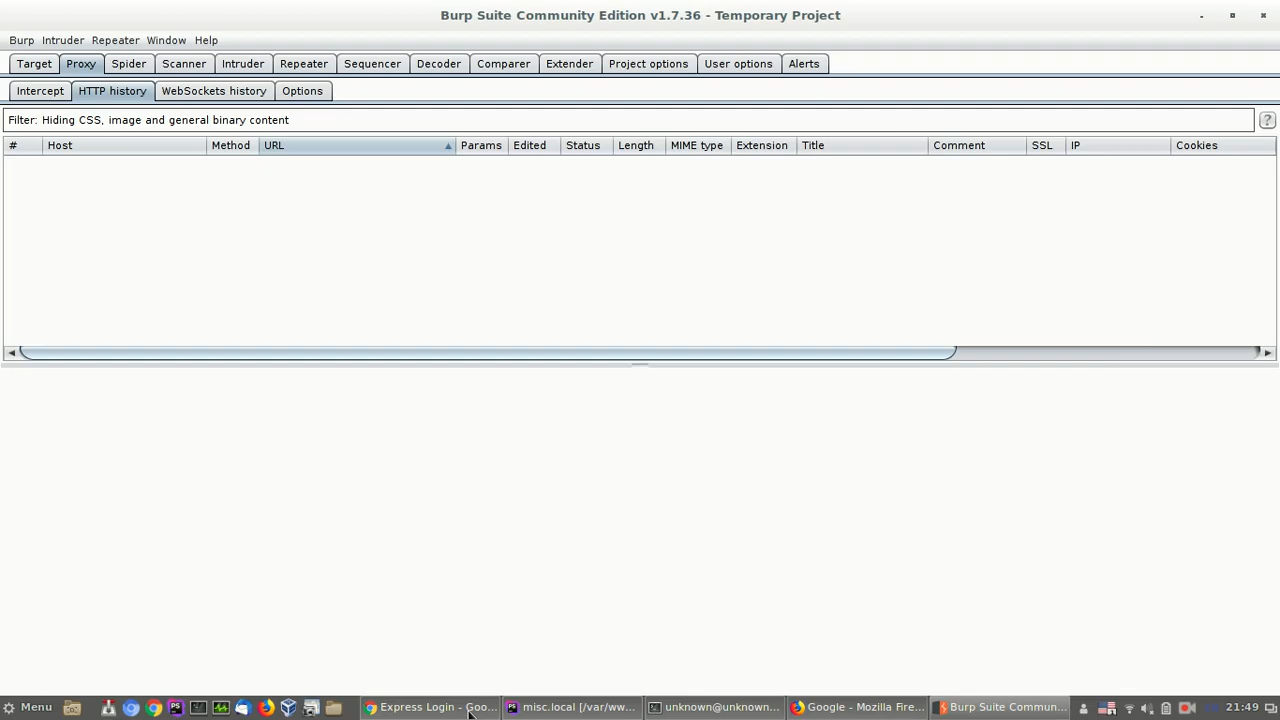 Burp Suite Community Edition v1.7.36 - Temporary Project
Burp Intruder Repeater Window Help
Target Proxy Spider Scanner Intruder Repeater Sequencer Decoder Comparer Extender Project options User options Alerts
Intercept HTTP history WebSockets history Options
Filter: Hiding CSS, image and general binary content ?
# Host Method URL Params Edited Status Length MIME type Extension Title Comment SSL IP Cookies
Menu Express Login - Goo... misc.local [/var/ww... unknown@unknown... Google - Mozilla Fire... Burp Suite Commun... 21:49